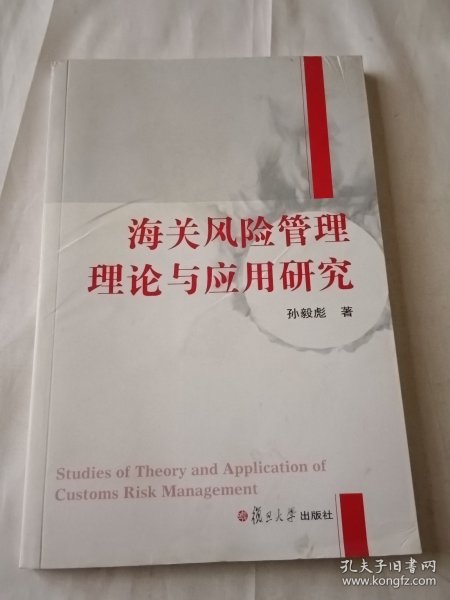 海关风险管理
理论与应用研究
孙毅彪 著
Studies of Theory and Application of
Customs Risk Management
復旦大學出版社
孔夫子旧书网
www.kongfz.com